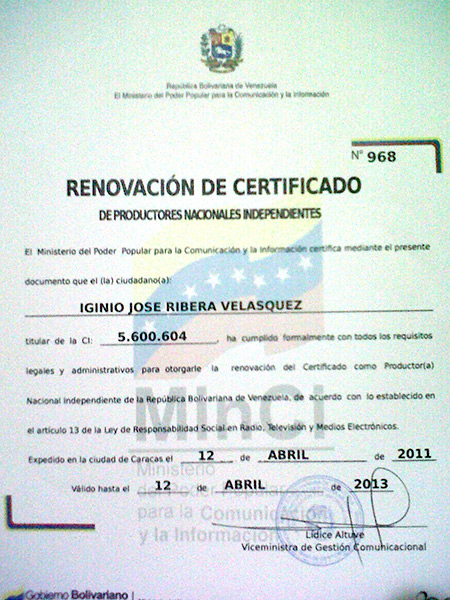 República Bolivariana de Venezuela
El Ministerio del Poder Popular para la Comunicación y la Información
N° 968
RENOVACIÓN DE CERTIFICADO
DE PRODUCTORES NACIONALES INDEPENDIENTES
El Ministerio del Poder Popular para la Comunicación y la Información certifica mediante el presente
documento que el (la) ciudadano(a):
IGINIO JOSE RIBERA VELASQUEZ
titular de la CI: 5.600.604, ha cumplido formalmente con todos los requisitos
legales y administrativos para otorgarle la renovación del Certificado como Productor(a)
Nacional Independiente de la República Bolivariana de Venezuela, de acuerdo con lo establecido en
el artículo 13 de la Ley de Responsabilidad Social en Radio, Televisión y Medios Electrónicos.
Expedido en la ciudad de Caracas el 12 de ABRIL de 2011
Válido hasta el 12 de ABRIL de 2013
MinCI
Ministerio
del Poder Popular
para la Comunicación
y la Información
Lídice Altuve
Viceministra de Gestión Comunicacional
Gobierno Bolivariano